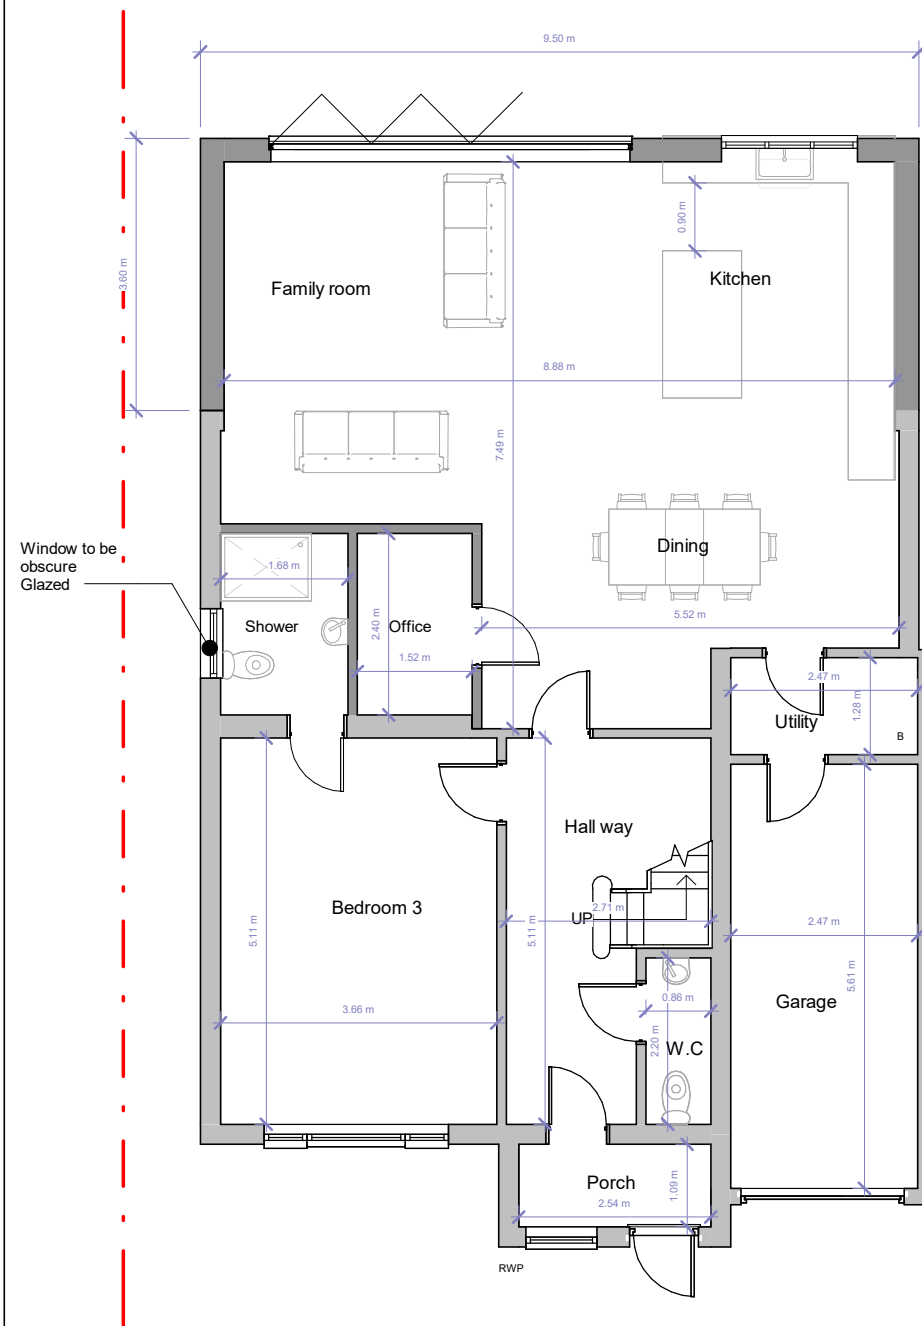 9.50 m
3.60 m
0.90 m
Family room
Kitchen
8.88 m
7.49 m
Window to be
obscure
Glazed
Dining
1.68 m
Shower
2.40 m
Office
5.52 m
1.52 m
2.47 m
1.28 m
Utility
B
Hall way
Bedroom 3
UP
2.71 m
5.11 m
5.11 m
2.47 m
5.61 m
0.86 m
Garage
3.66 m
2.20 m
W.C
Porch
1.09 m
2.54 m
RWP